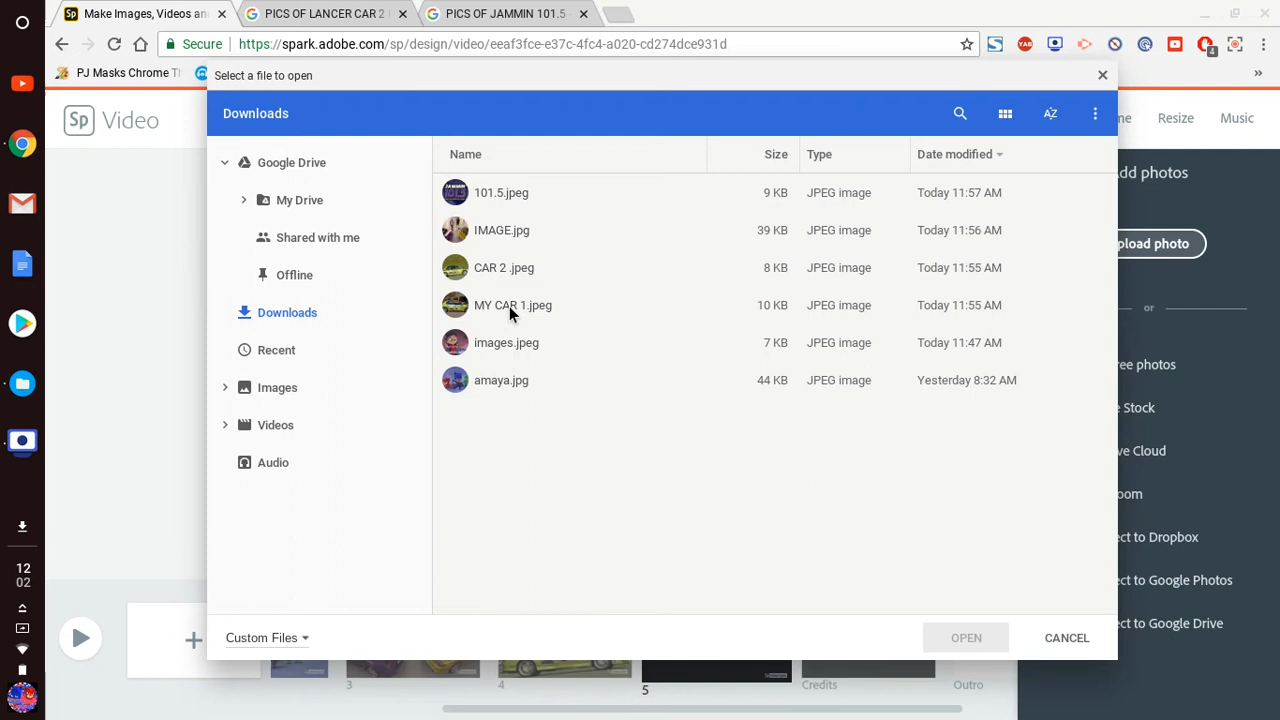 Make Images, Videos an
PICS OF LANCER CAR 2
PICS OF JAMMIN 101.5 -
Secure
https://spark.adobe.com/sp/design/video/eeaf3fce-e37c-4fc4-a020-cd274dce931d
4
PJ Masks Chrome Th
Select a file to open
Sp Video
me
Resize
Music
Downloads
Google Drive
My Drive
Shared with me
Offline
Downloads
Recent
Images
Videos
Audio
Name Size Type Date modified
101.5.jpeg 9 KB JPEG image Today 11:57 AM
IMAGE.jpg 39 KB JPEG image Today 11:56 AM
CAR 2 .jpeg 8 KB JPEG image Today 11:55 AM
MY CAR 1.jpeg 10 KB JPEG image Today 11:55 AM
images.jpeg 7 KB JPEG image Today 11:47 AM
amaya.jpg 44 KB JPEG image Yesterday 8:32 AM
dd photos
pload photo
or
ree photos
e Stock
ve Cloud
oom
ect to Dropbox
ect to Google Photos
ect to Google Drive
Custom Files
OPEN
CANCEL
12
02
3
4
5
Credits
Outro